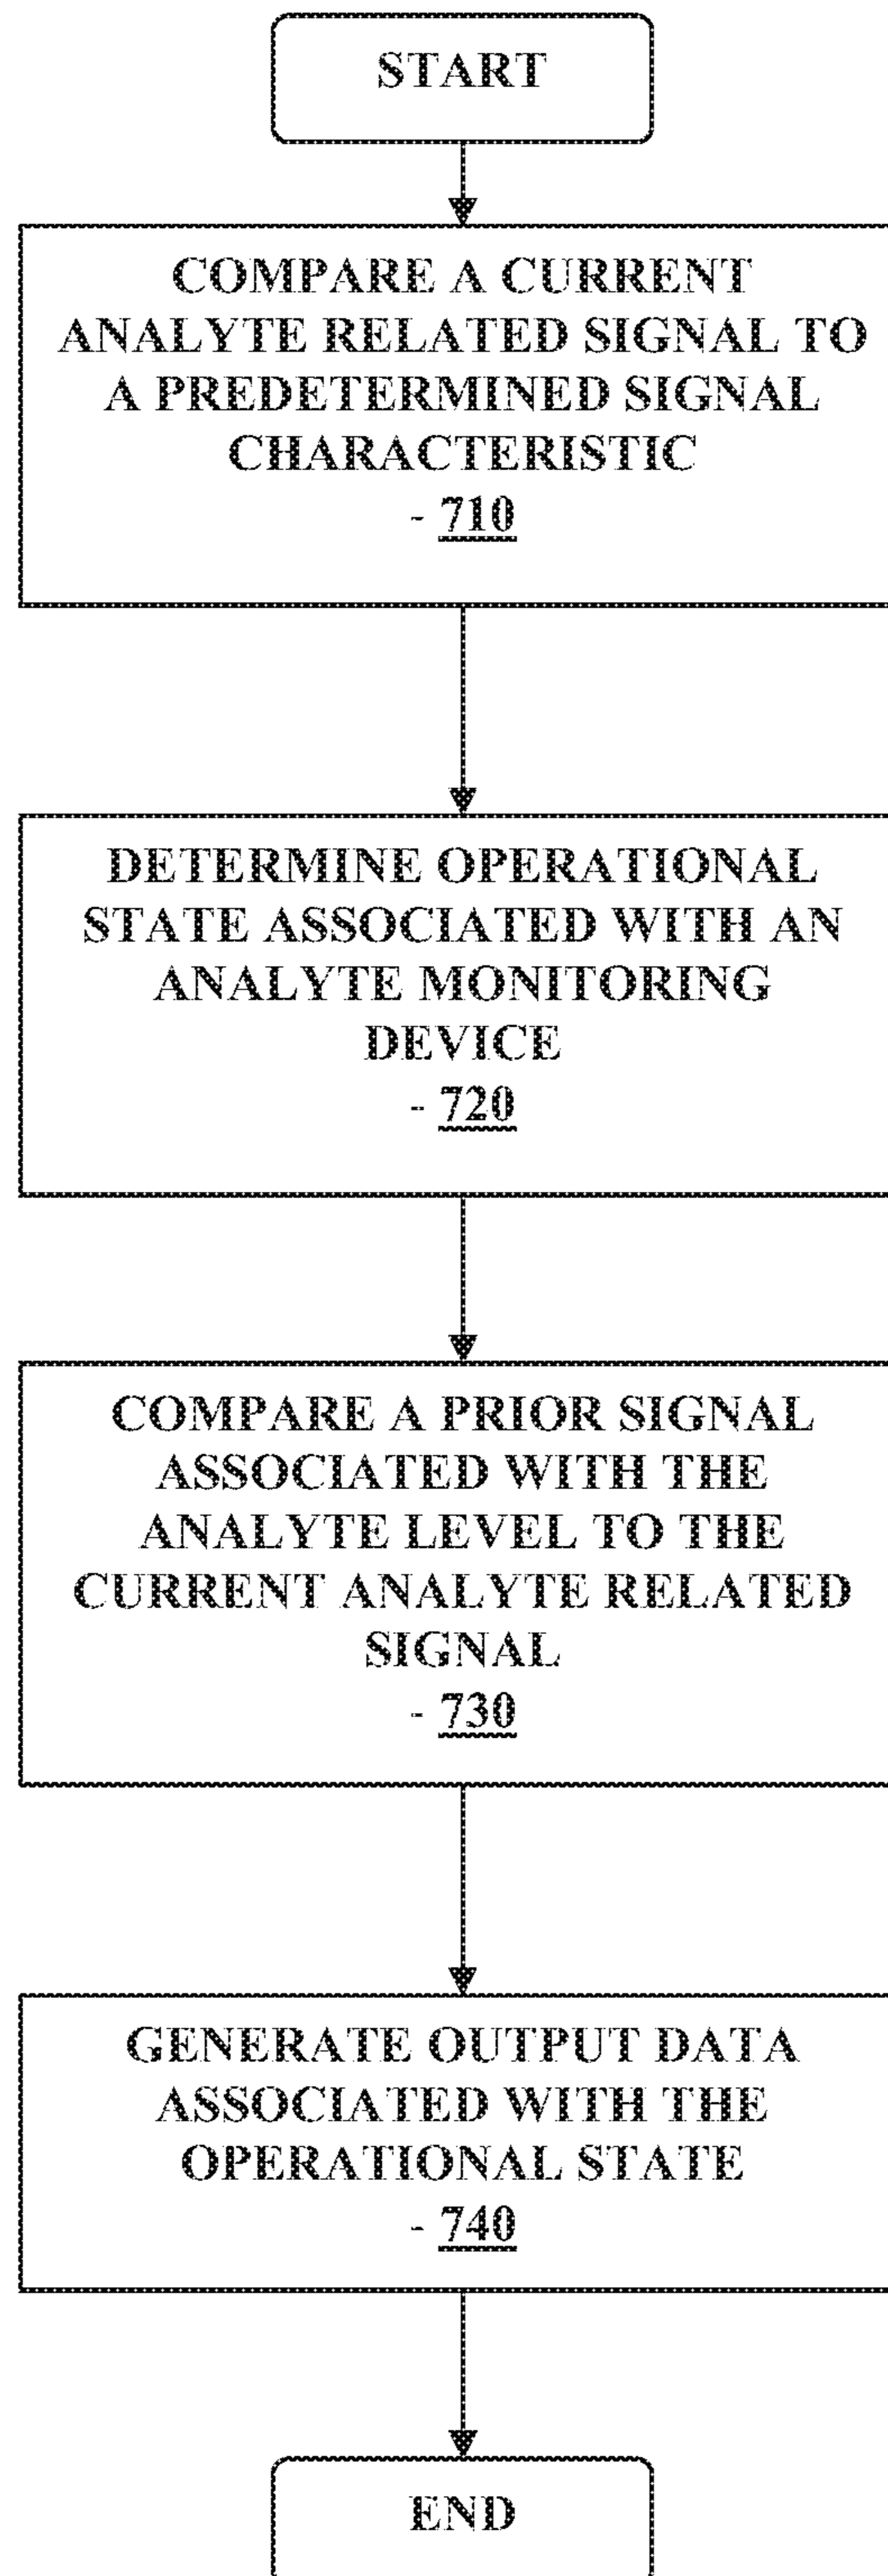 START
COMPARE A CURRENT
ANALYTE RELATED SIGNAL TO
A PREDETERMINED SIGNAL
CHARACTERISTIC
- 710
DETERMINE OPERATIONAL
STATE ASSOCIATED WITH AN
ANALYTE MONITORING
DEVICE
- 720
COMPARE A PRIOR SIGNAL
ASSOCIATED WITH THE
ANALYTE LEVEL TO THE
CURRENT ANALYTE RELATED
SIGNAL
- 730
GENERATE OUTPUT DATA
ASSOCIATED WITH THE
OPERATIONAL STATE
- 740
END